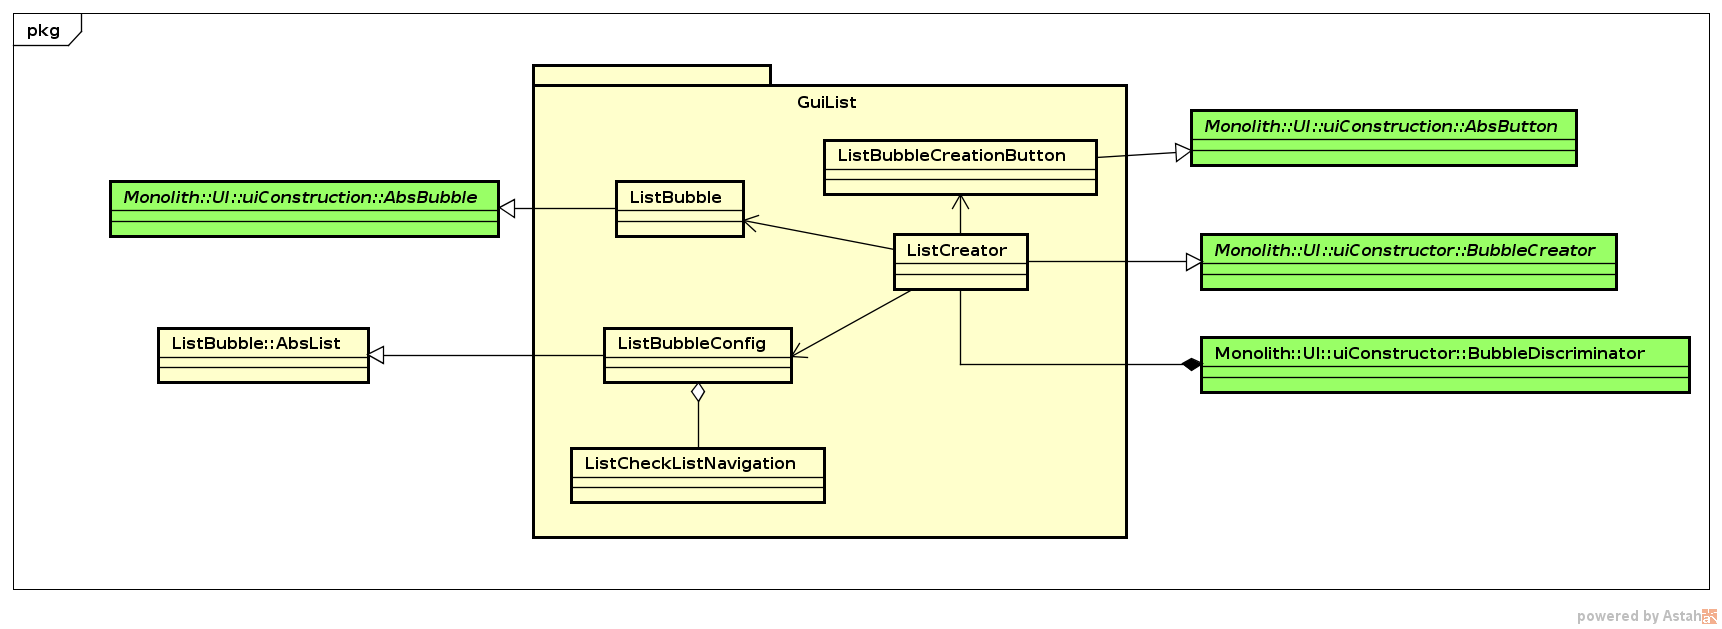 pkg
GuiList
Monolith::UI::uiConstruction::AbsButton
ListBubbleCreationButton
Monolith::UI::uiConstruction::AbsBubble
ListBubble
ListCreator
Monolith::UI::uiConstructor::BubbleCreator
ListBubble::AbsList
ListBubbleConfig
Monolith::UI::uiConstructor::BubbleDiscriminator
ListCheckListNavigation
powered by Astah